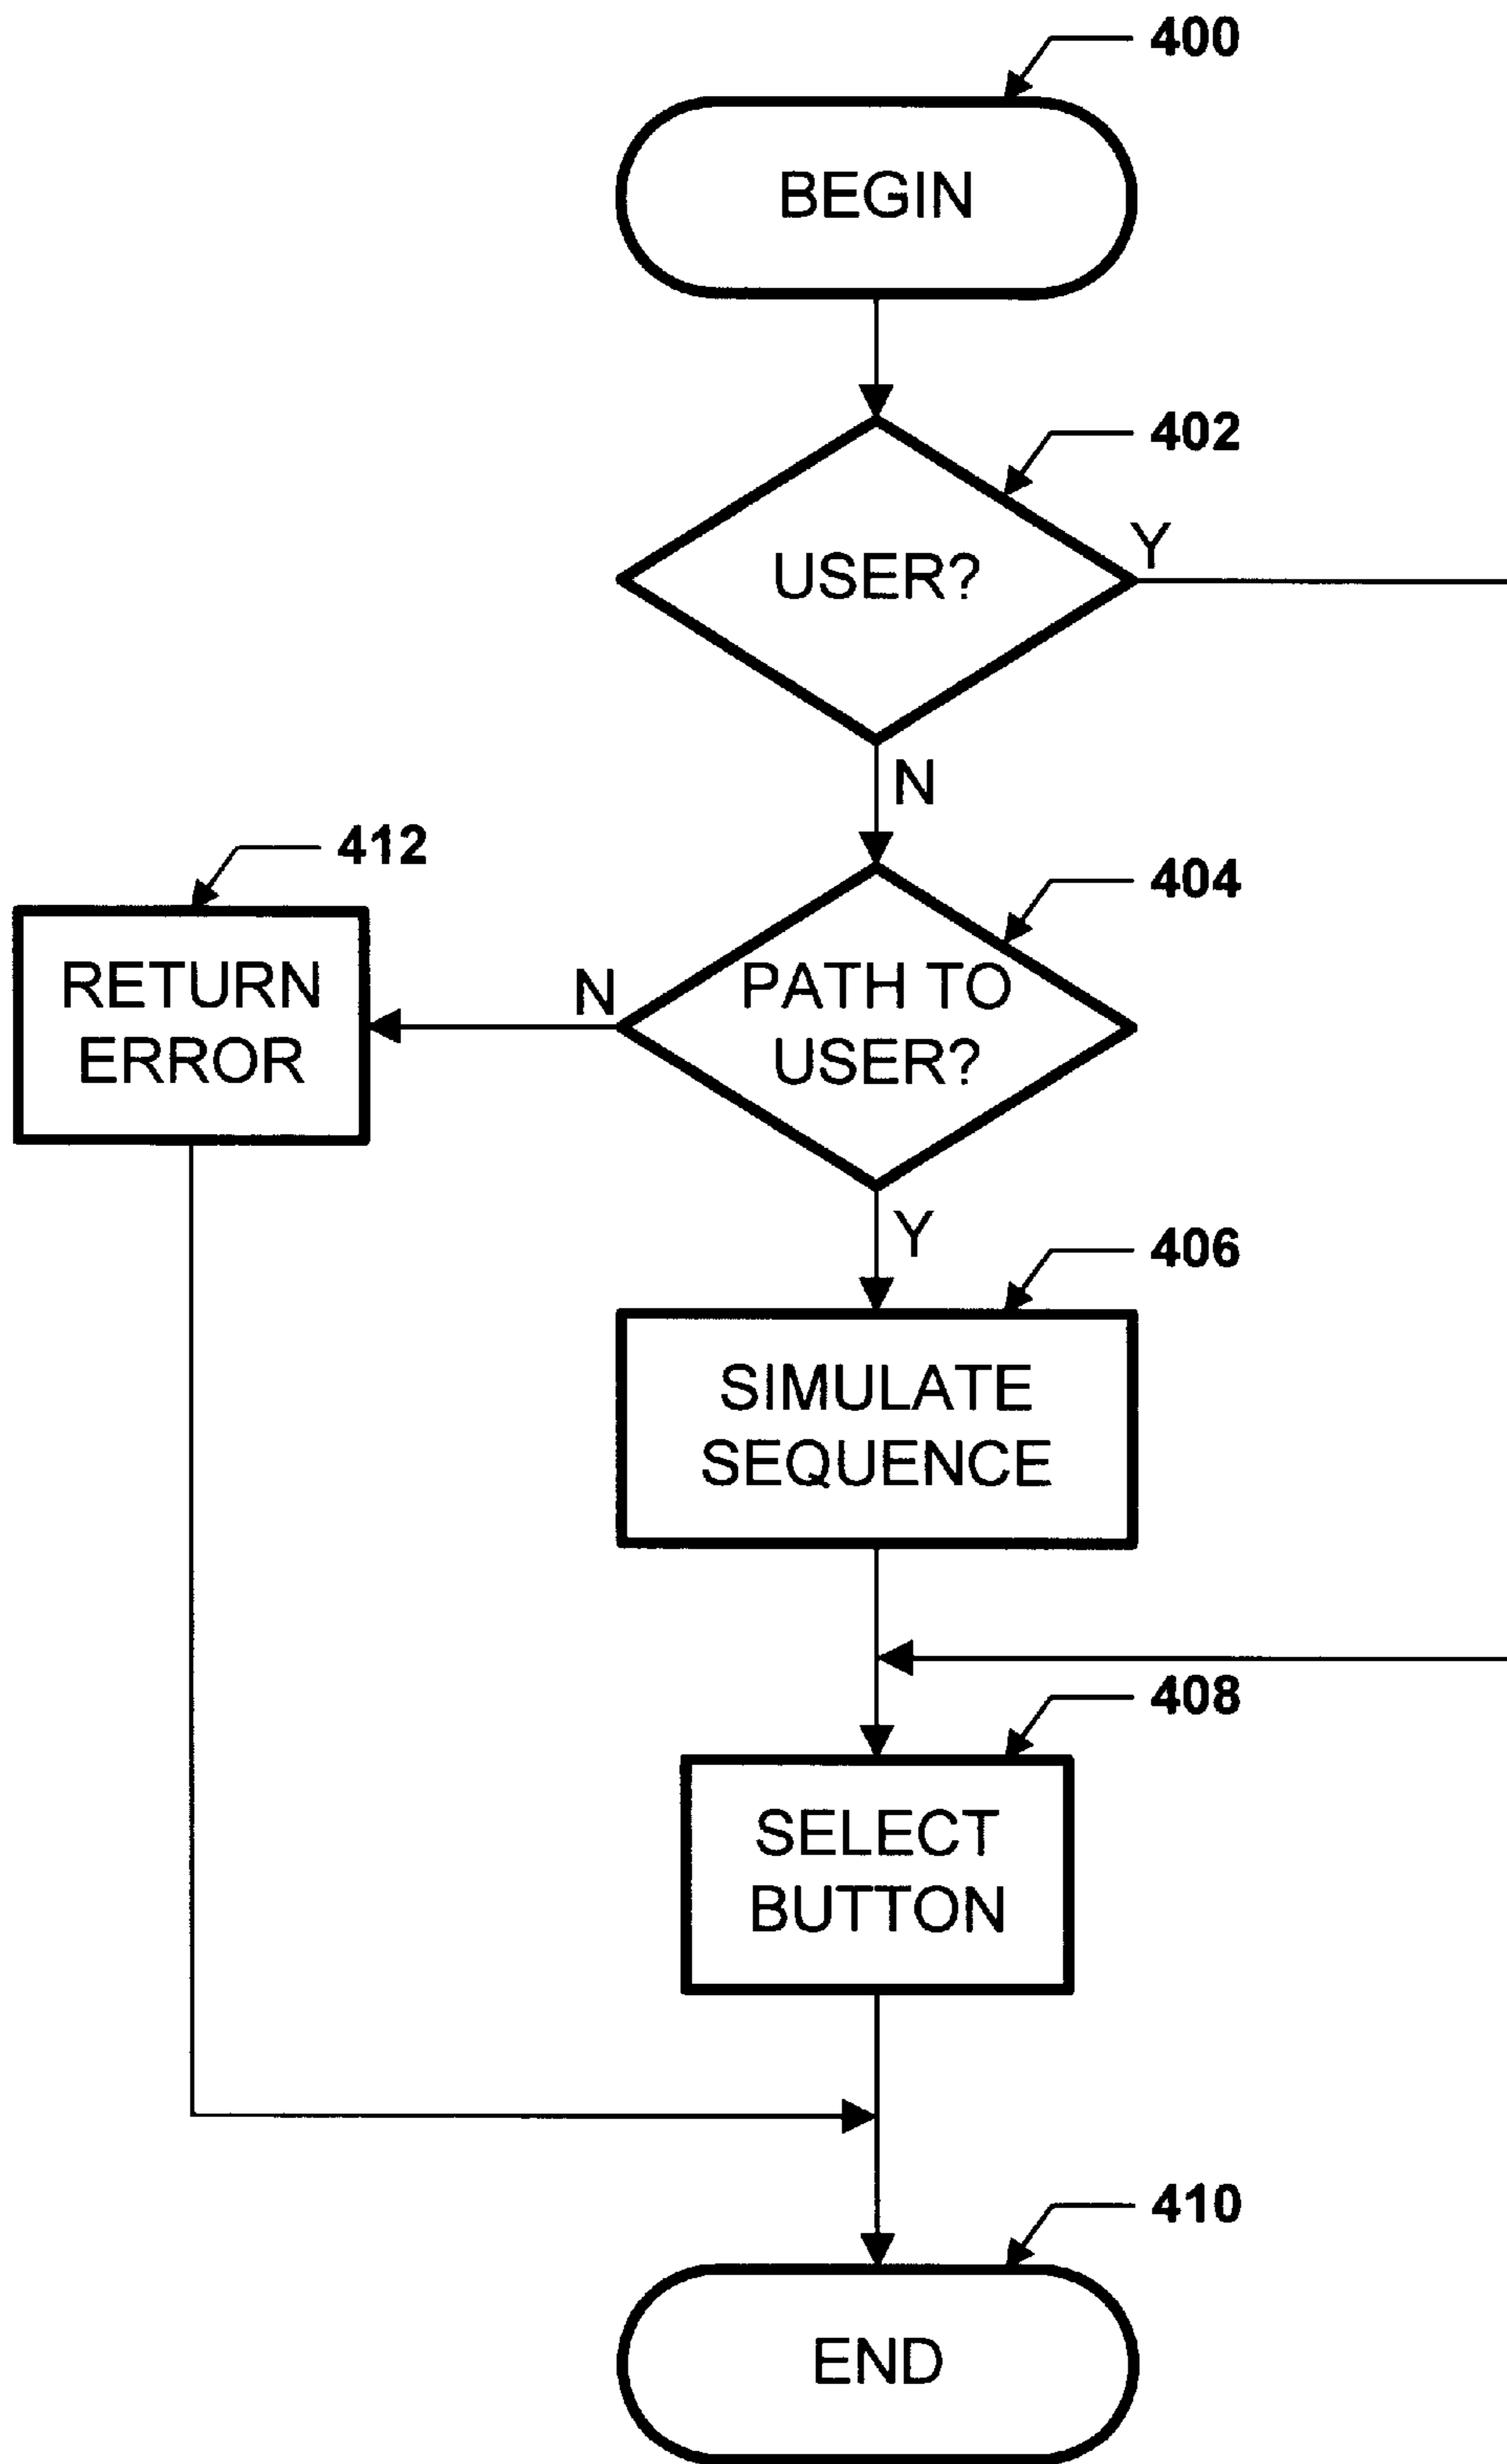 400
BEGIN
402
USER?
Y
N
412
404
RETURN
ERROR
N
PATH TO
USER?
Y
406
SIMULATE
SEQUENCE
408
SELECT
BUTTON
410
END